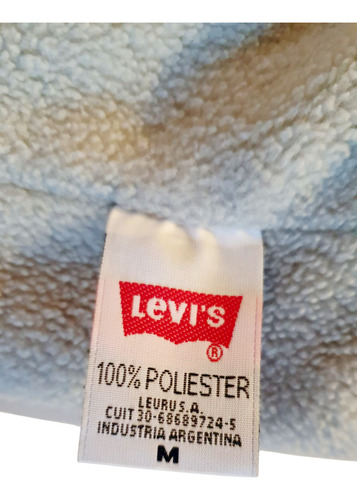 LEVI'S
®
100% POLIESTER
LEURU S.A.
CUIT 30-68689724-5
INDUSTRIA ARGENTINA
M